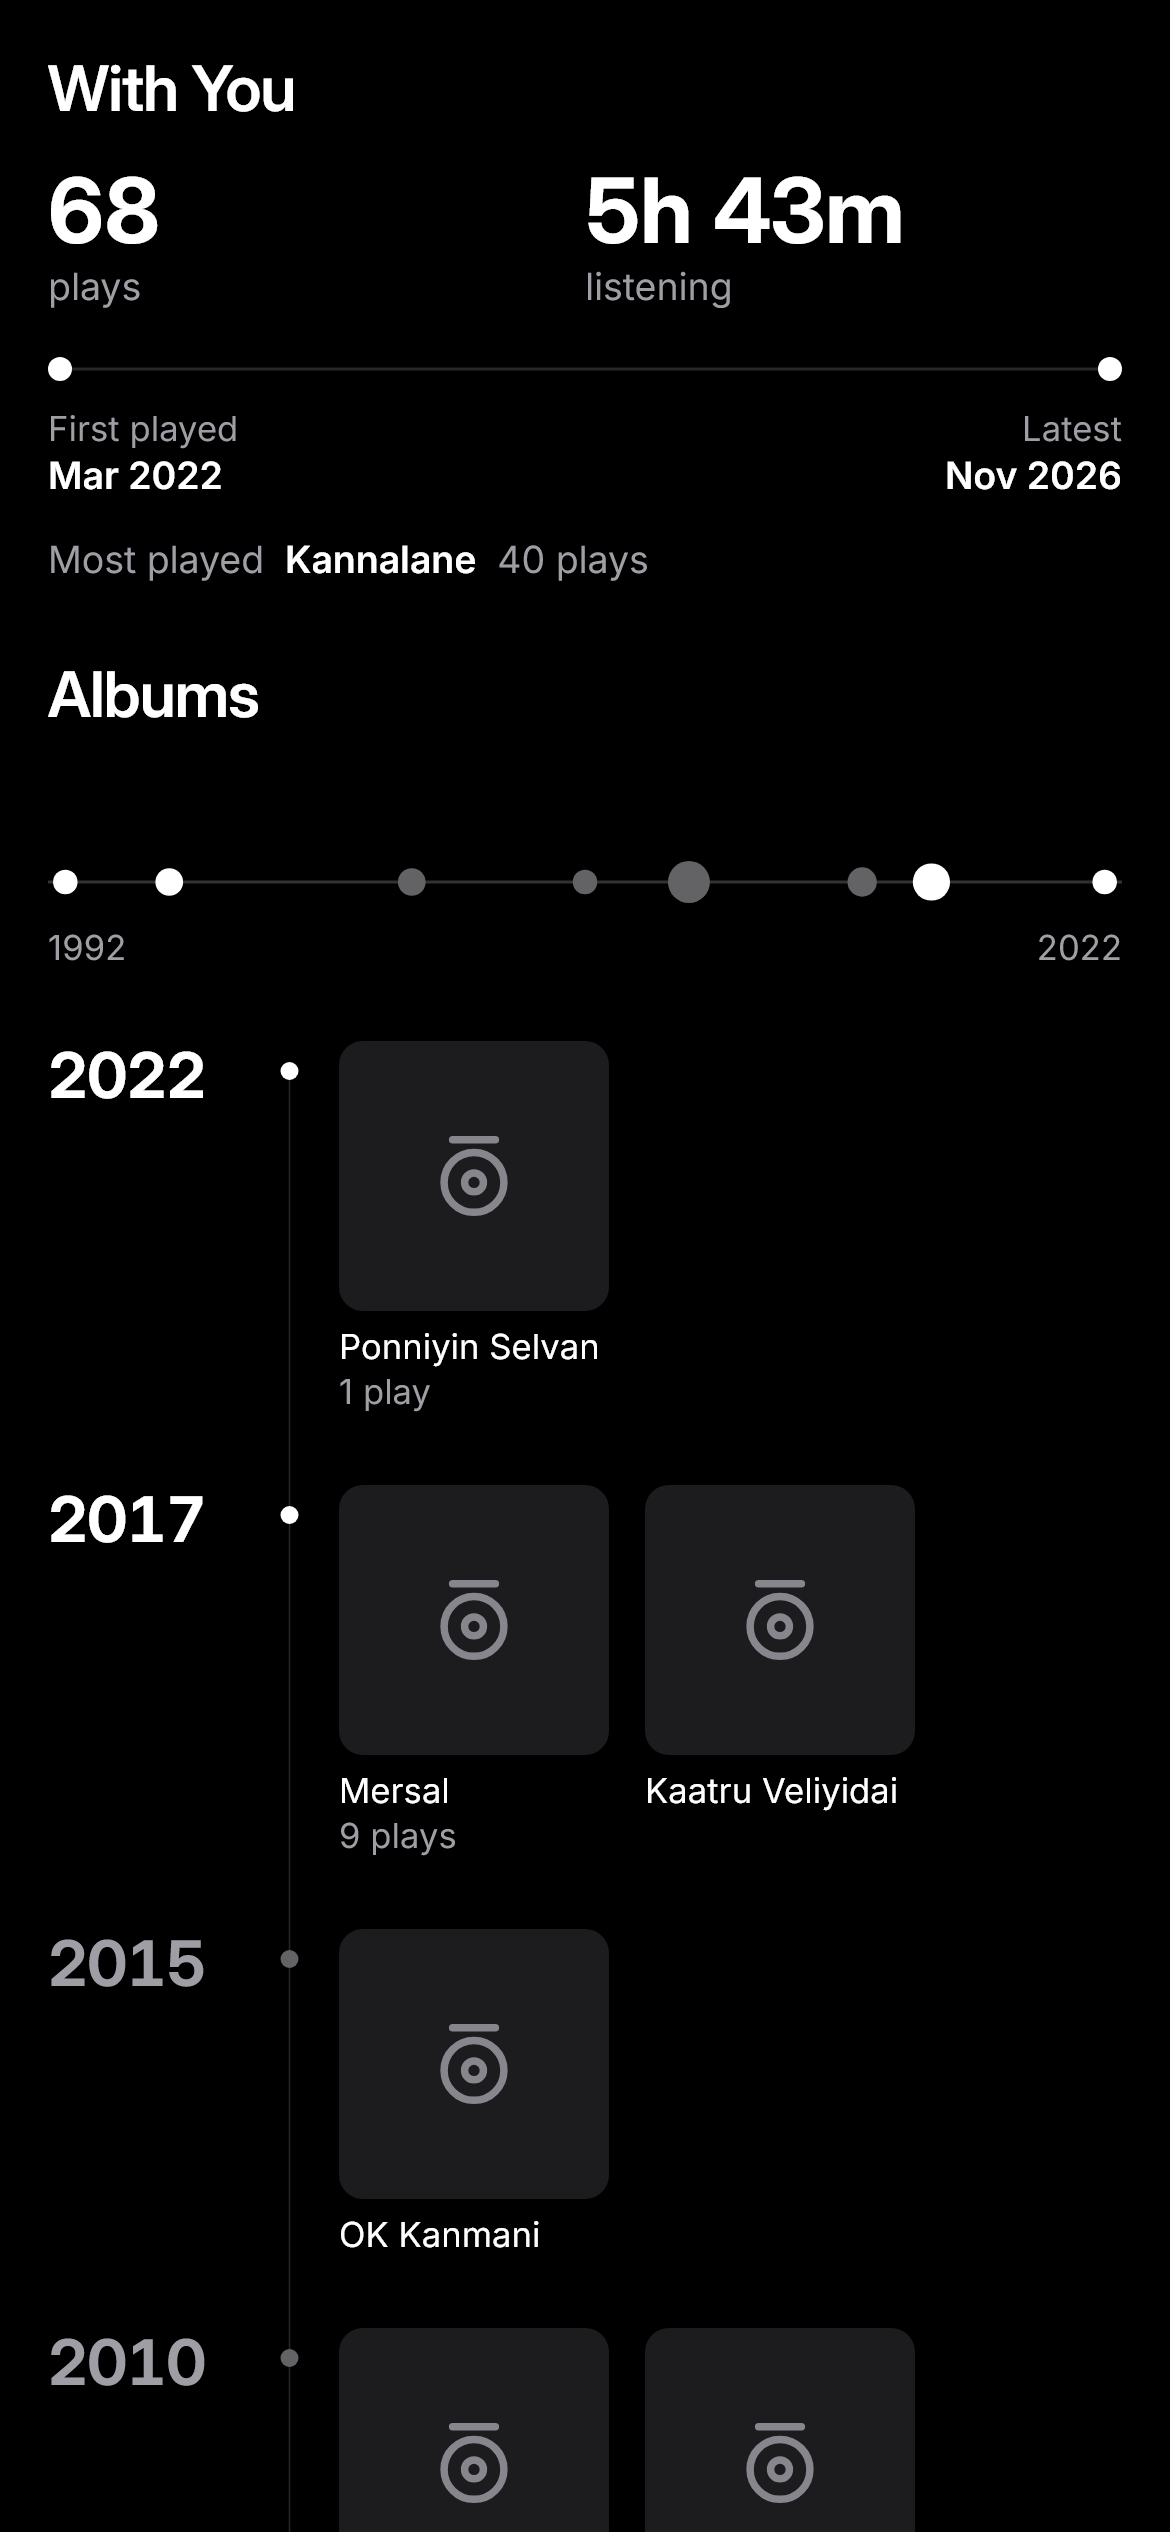 With You
68
5h 43m
plays
listening
First played
Latest
Mar 2022
Nov 2026
Most played Kannalane 40 plays
Albums
1992
2022
2022
Ponniyin Selvan
1 play
2017
Mersal
Kaatru Veliyidai
9 plays
2015
OK Kanmani
2010